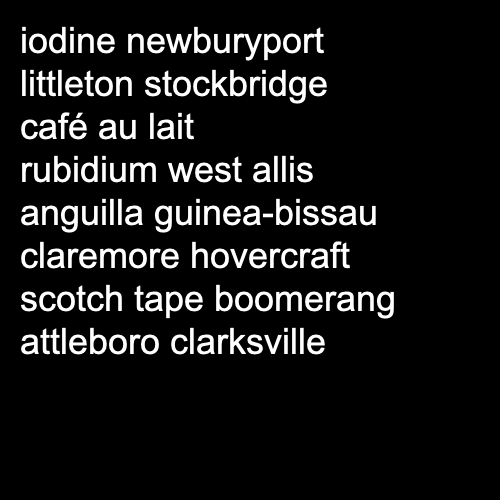 iodine newburyport
littleton stockbridge
café au lait
rubidium west allis
anguilla guinea-bissau
claremore hovercraft
scotch tape boomerang
attleboro clarksville